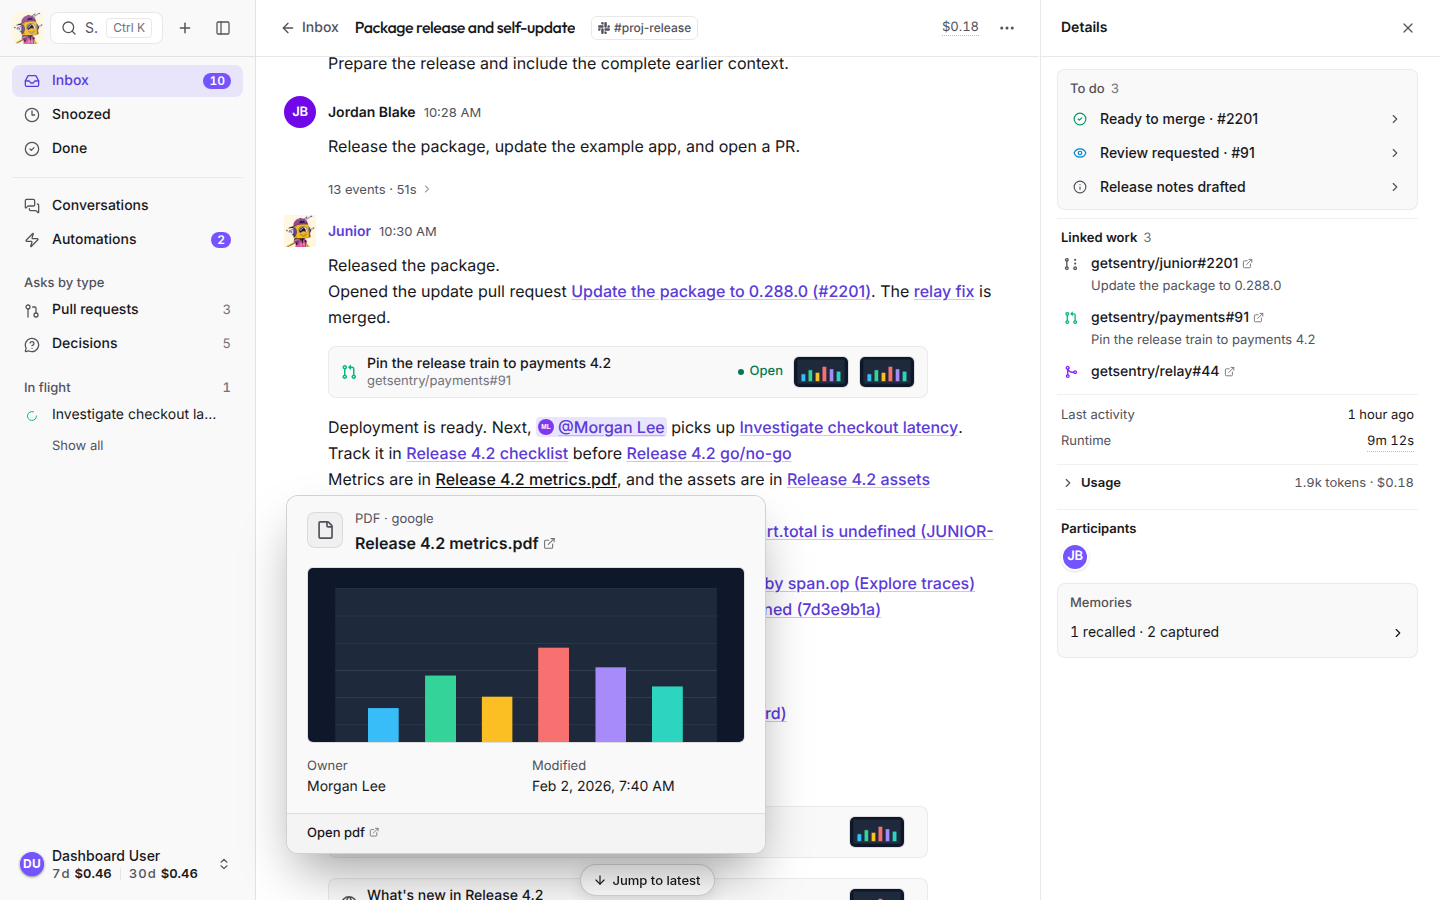 S. Ctrl K
Inbox 10
Snoozed
Done
Conversations
Automations 2
Asks by type
Pull requests 3
Decisions 5
In flight 1
Investigate checkout la...
Show all
DU Dashboard User
7d $0.46 30d $0.46
Inbox Package release and self-update #proj-release $0.18
Prepare the release and include the complete earlier context.
JB Jordan Blake 10:28 AM
Release the package, update the example app, and open a PR.
13 events · 51s
Junior 10:30 AM
Released the package.
Opened the update pull request Update the package to 0.288.0 (#2201). The relay fix is
merged.
Pin the release train to payments 4.2
getsentry/payments#91
Open
Deployment is ready. Next, ML @Morgan Lee picks up Investigate checkout latency.
Track it in Release 4.2 checklist before Release 4.2 go/no-go
Metrics are in Release 4.2 metrics.pdf, and the assets are in Release 4.2 assets
rt.total is undefined (JUNIOR-
by span.op (Explore traces)
ned (7d3e9b1a)
rd)
PDF · google
Release 4.2 metrics.pdf
Owner Modified
Morgan Lee Feb 2, 2026, 7:40 AM
Open pdf
Jump to latest
What's new in Release 4.2
Details
To do 3
Ready to merge · #2201
Review requested · #91
Release notes drafted
Linked work 3
getsentry/junior#2201
Update the package to 0.288.0
getsentry/payments#91
Pin the release train to payments 4.2
getsentry/relay#44
Last activity 1 hour ago
Runtime 9m 12s
Usage 1.9k tokens · $0.18
Participants
JB
Memories
1 recalled · 2 captured